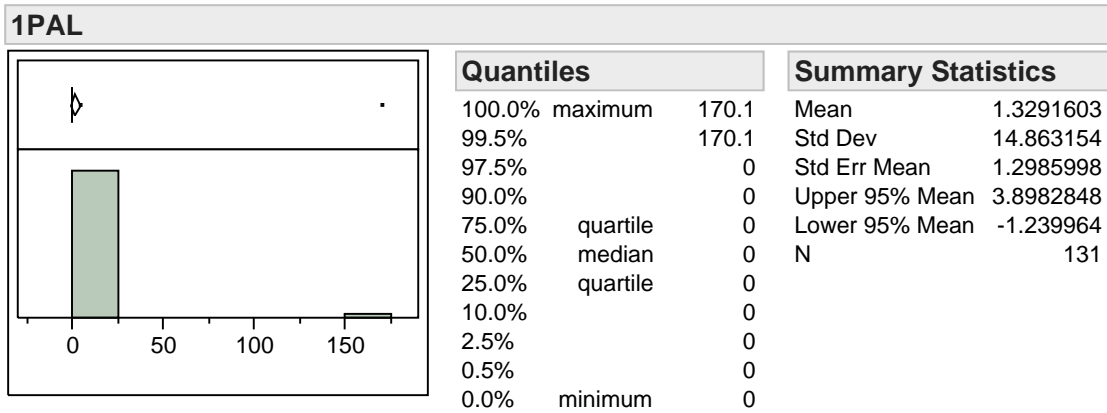 1PAL
0 50 100 150
Quantiles
100.0% maximum 170.1
99.5% 170.1
97.5% 0
90.0% 0
75.0% quartile 0
50.0% median 0
25.0% quartile 0
10.0% 0
2.5% 0
0.5% 0
0.0% minimum 0
Summary Statistics
Mean 1.3291603
Std Dev 14.863154
Std Err Mean 1.2985998
Upper 95% Mean 3.8982848
Lower 95% Mean -1.239964
N 131